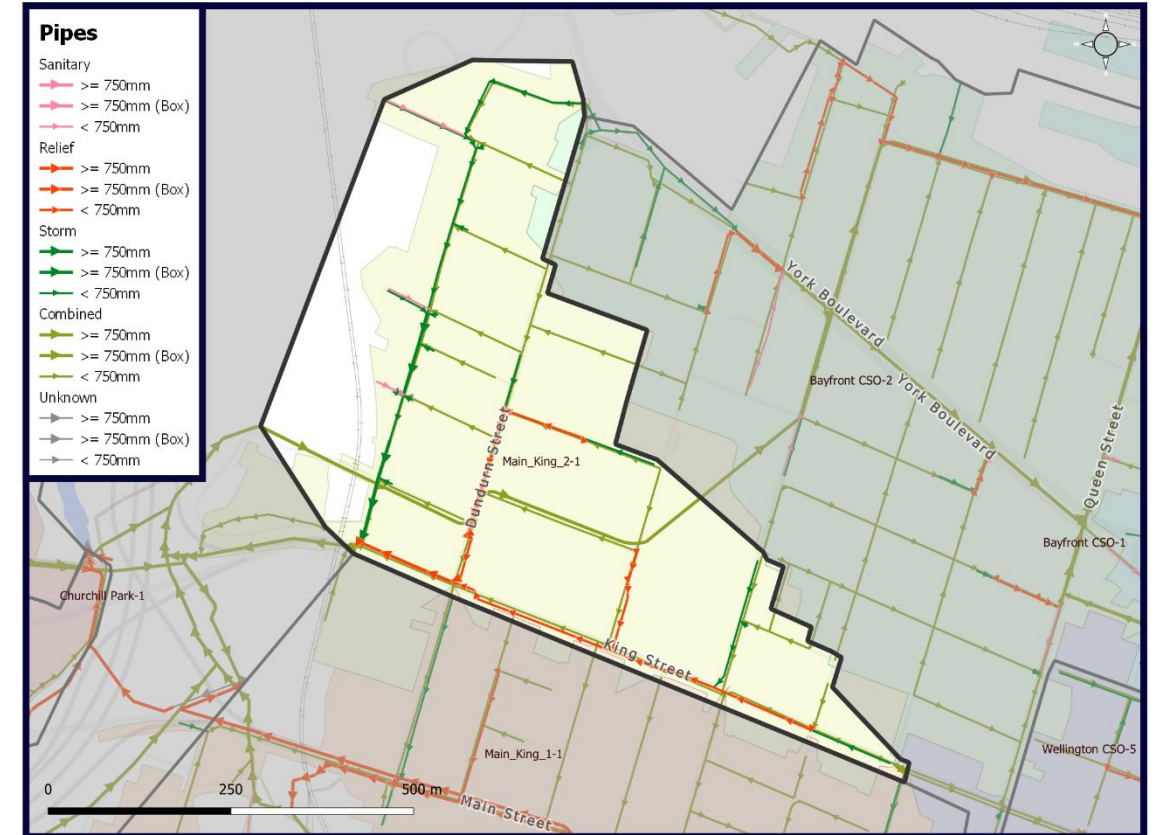 Pipes
Sanitary
>= 750mm
>= 750mm (Box)
< 750mm
Relief
>= 750mm
>= 750mm (Box)
< 750mm
Storm
>= 750mm
>= 750mm (Box)
< 750mm
Combined
>= 750mm
>= 750mm (Box)
< 750mm
Unknown
>= 750mm
>= 750mm (Box)
< 750mm
York Boulevard
Bayfront CSO-2
York Boulevard
Queen Street
Dundurn Street
Main_King_2-1
Bayfront CSO-1
Churchill Park-1
King Street
Main_King_1-1
Wellington CSO-5
0 250 500 m
Main Street